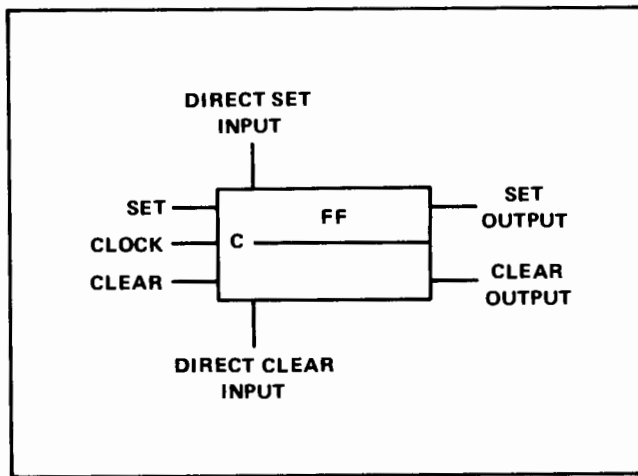 DIRECT SET
INPUT
SET
FF
SET
OUTPUT
CLOCK
C
CLEAR
CLEAR
OUTPUT
DIRECT CLEAR
INPUT